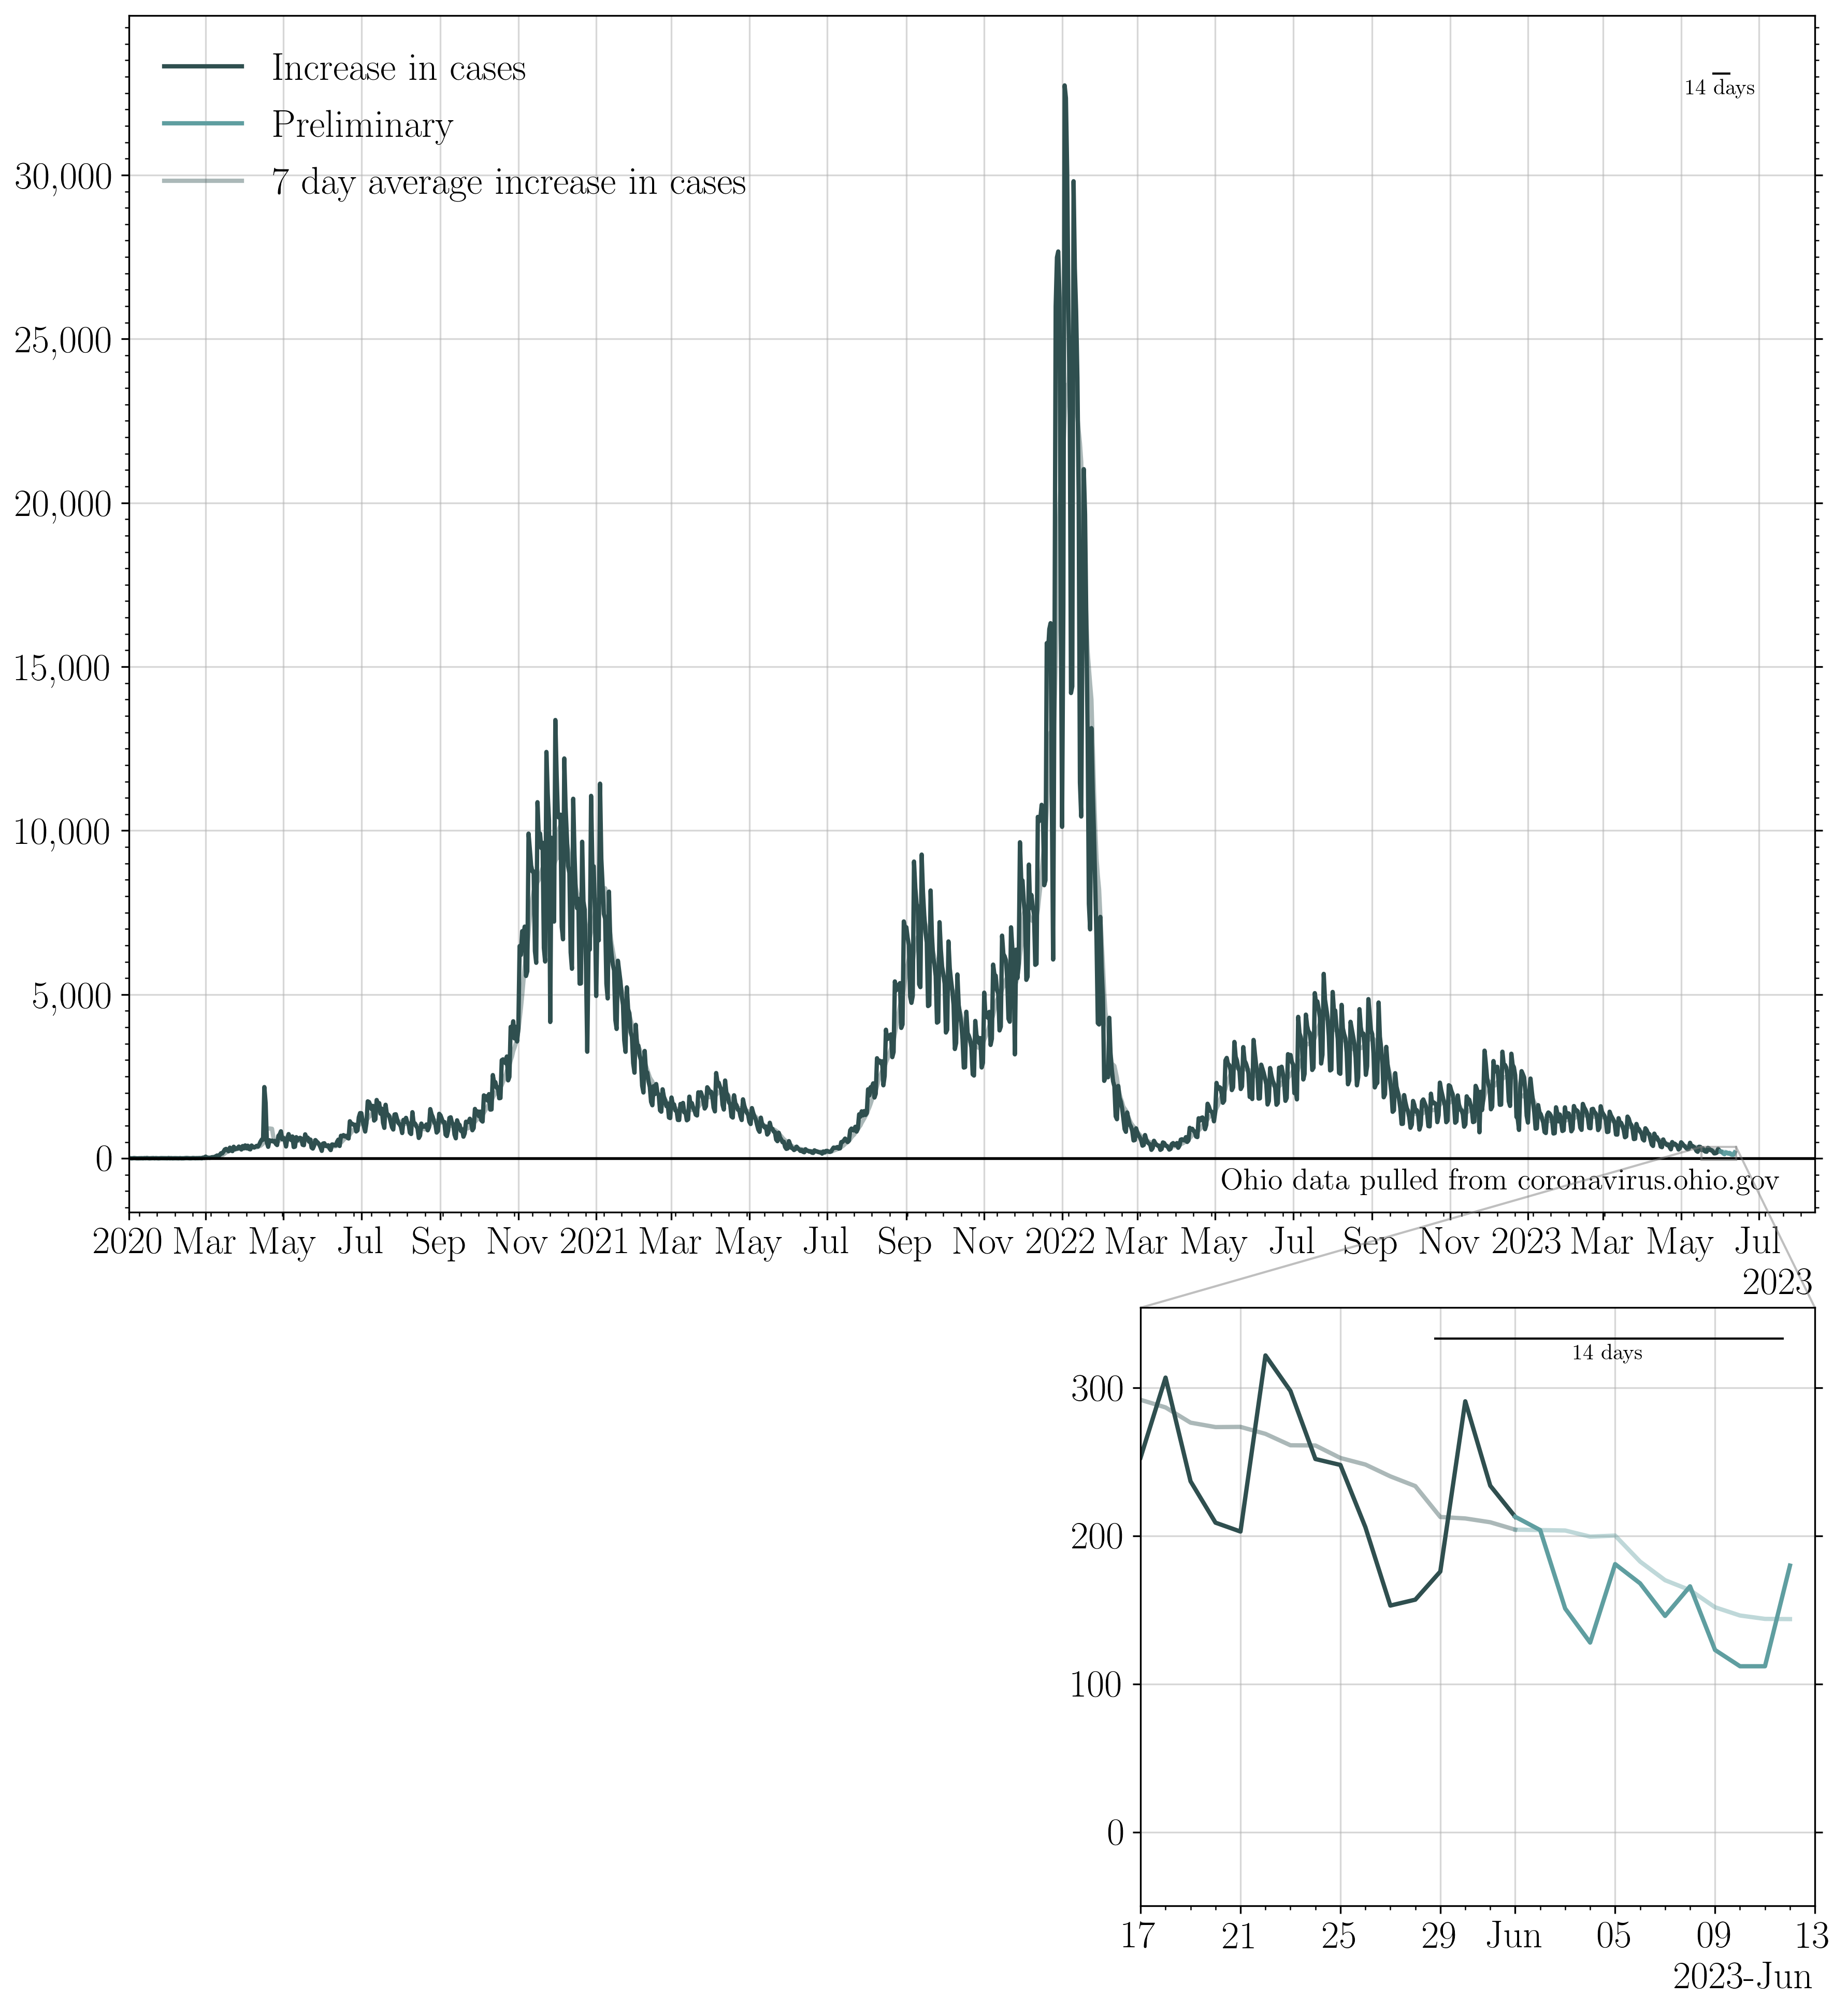 Increase in cases
Preliminary
7 day average increase in cases
14 days
30,000
25,000
20,000
15,000
10,000
5,000
0
Ohio data pulled from coronavirus.ohio.gov
2020 Mar May Jul Sep Nov 2021 Mar May Jul Sep Nov 2022 Mar May Jul Sep Nov 2023 Mar May Jul
2023
14 days
300
200
100
0
17 21 25 29 Jun 05 09 13
2023-Jun